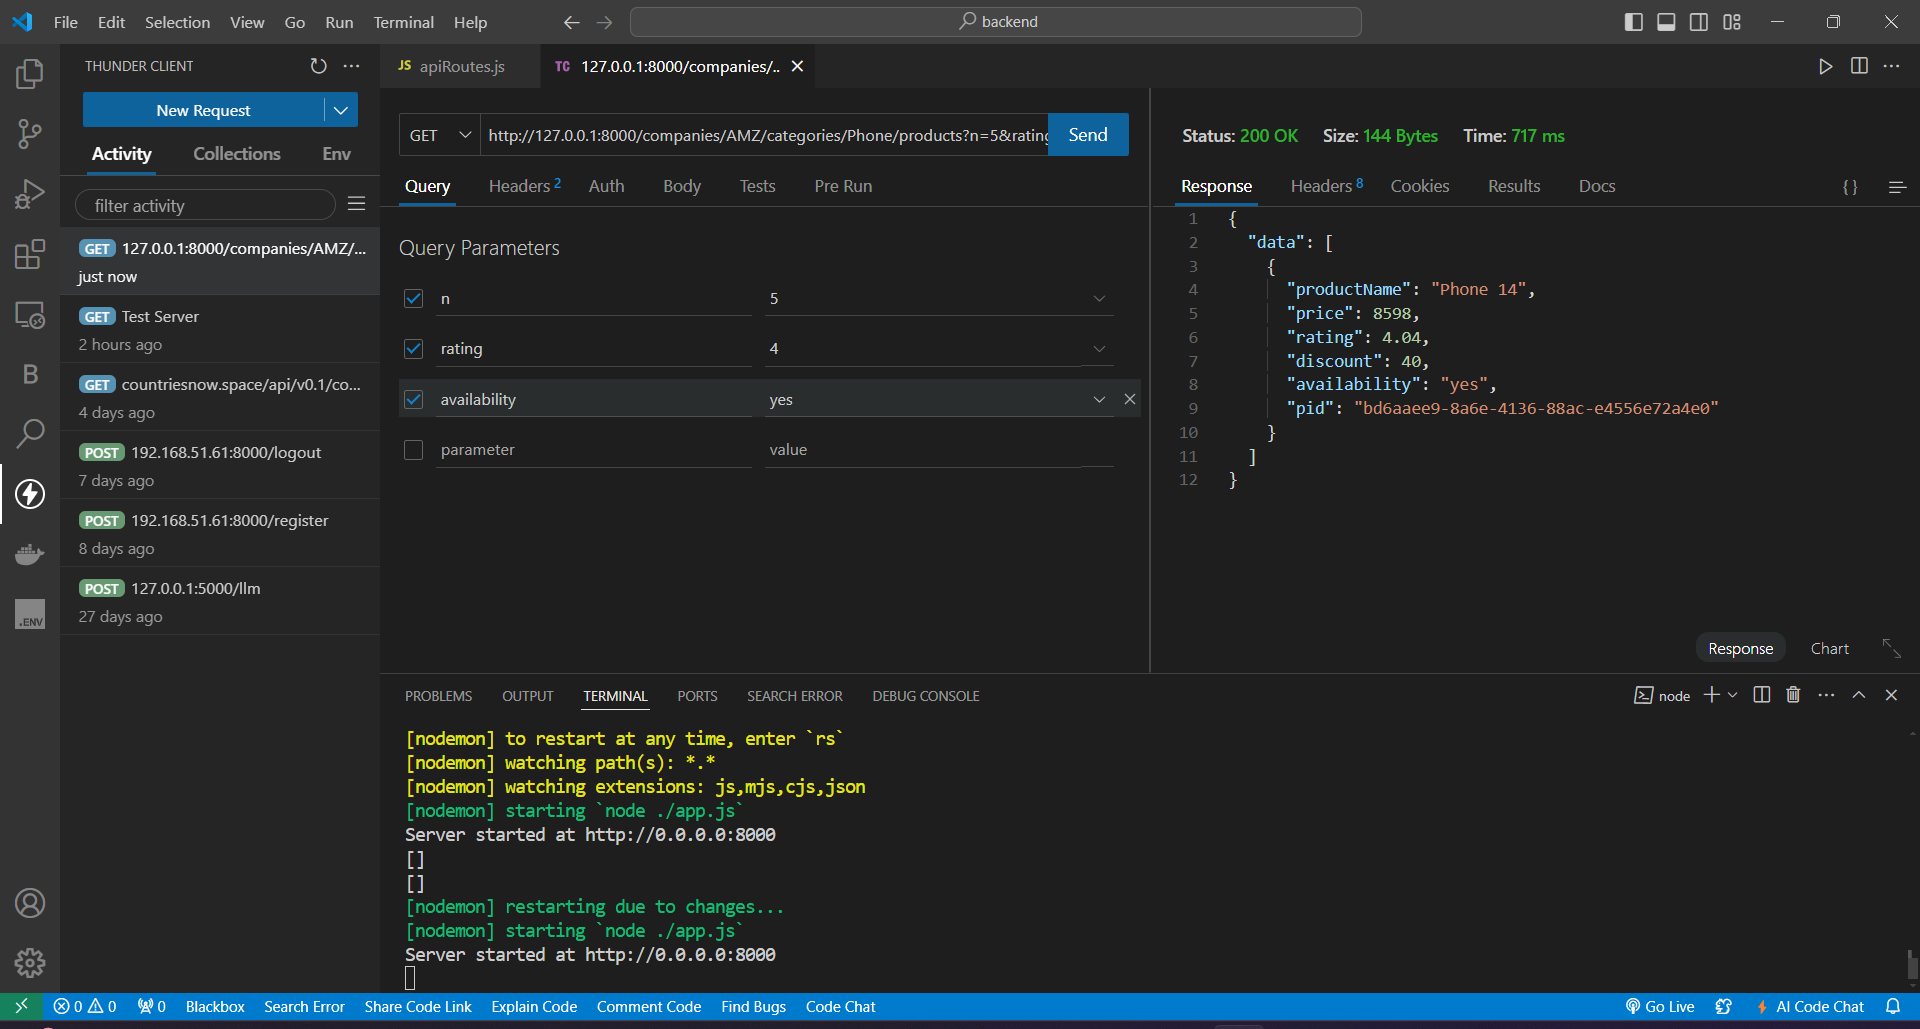 File Edit Selection View Go Run Terminal Help
backend
THUNDER CLIENT
New Request
Activity Collections Env
filter activity
GET 127.0.0.1:8000/companies/AMZ/...
just now
GET Test Server
2 hours ago
GET countriesnow.space/api/v0.1/co...
4 days ago
POST 192.168.51.61:8000/logout
7 days ago
POST 192.168.51.61:8000/register
8 days ago
POST 127.0.0.1:5000/llm
27 days ago
B
.ENV
JS apiRoutes.js
TC 127.0.0.1:8000/companies/..
GET http://127.0.0.1:8000/companies/AMZ/categories/Phone/products?n=5&rating Send
Query Headers 2 Auth Body Tests Pre Run
Query Parameters
n 5
rating 4
availability yes
parameter value
Status: 200 OK Size: 144 Bytes Time: 717 ms
Response Headers 8 Cookies Results Docs {}
1 {
2 "data": [
3 {
4 "productName": "Phone 14",
5 "price": 8598,
6 "rating": 4.04,
7 "discount": 40,
8 "availability": "yes",
9 "pid": "bd6aaee9-8a6e-4136-88ac-e4556e72a4e0"
10 }
11 ]
12 }
Response Chart
PROBLEMS OUTPUT TERMINAL PORTS SEARCH ERROR DEBUG CONSOLE
node
[nodemon] to restart at any time, enter `rs`
[nodemon] watching path(s): *.*
[nodemon] watching extensions: js,mjs,cjs,json
[nodemon] starting `node ./app.js`
Server started at http://0.0.0.0:8000
[]
[]
[nodemon] restarting due to changes...
[nodemon] starting `node ./app.js`
Server started at http://0.0.0.0:8000
0 0 0 Blackbox Search Error Share Code Link Explain Code Comment Code Find Bugs Code Chat
Go Live AI Code Chat